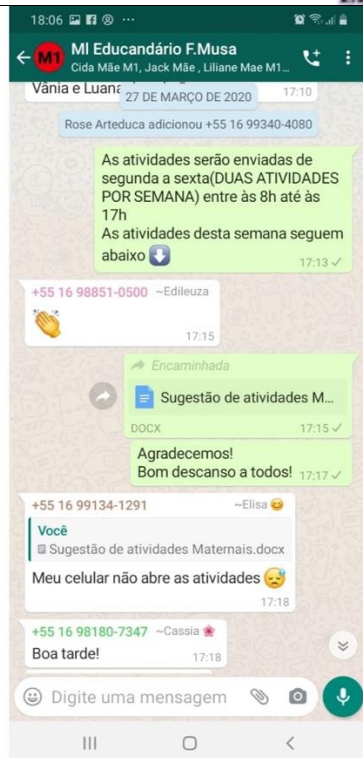 18:06
M1
MI Educandário F.Musa
Cida Mãe M1, Jack Mãe , Liliane Mae M1...
Vânia e Luana
17:10
27 DE MARÇO DE 2020
Rose Arteduca adicionou +55 16 99340-4080
As atividades serão enviadas de
segunda a sexta(DUAS ATIVIDADES
POR SEMANA) entre às 8h até às
17h
As atividades desta semana seguem
abaixo
17:13
+55 16 98851-0500 ~Edileuza
17:15
Encaminhada
Sugestão de atividades M...
DOCX 17:15
Agradecemos!
Bom descanso a todos! 17:17
+55 16 99134-1291 ~Elisa
Você
Sugestão de atividades Maternais.docx
Meu celular não abre as atividades
17:18
+55 16 98180-7347 ~Cassia
Boa tarde! 17:18
Digite uma mensagem